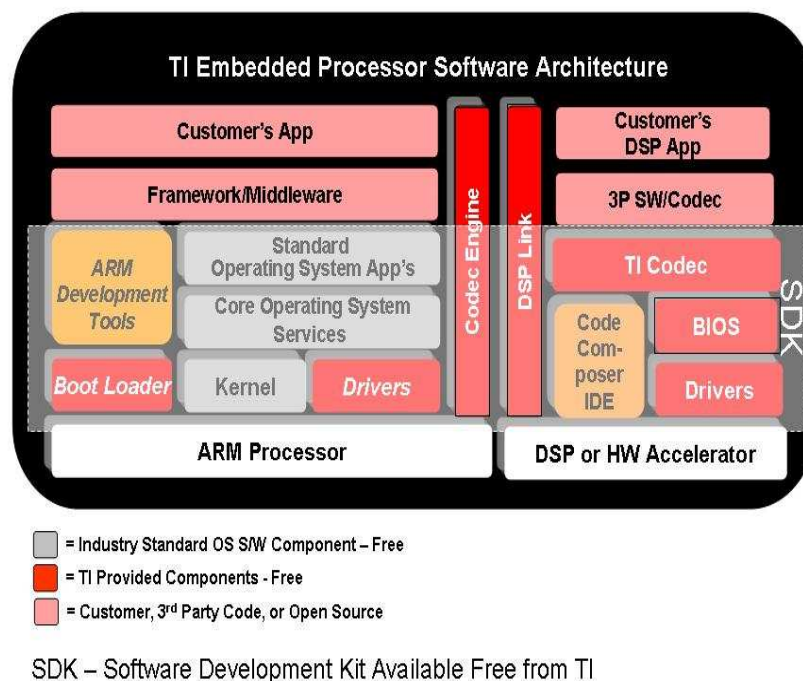 TI Embedded Processor Software Architecture
Customer's App
Framework/Middleware
ARM
Development
Tools
Standard
Operating System App's
Core Operating System
Services
Boot Loader
Kernel
Drivers
ARM Processor
Codec Engine
DSP Link
Customer's
DSP App
3P SW/Codec
TI Codec
Code
Com-
poser
IDE
BIOS
Drivers
DSP or HW Accelerator
SDK
= Industry Standard OS S/W Component – Free
= TI Provided Components - Free
= Customer, 3rd Party Code, or Open Source
SDK – Software Development Kit Available Free from TI